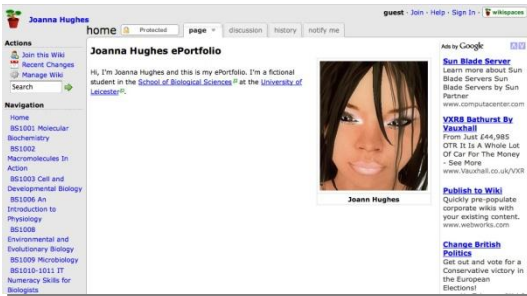 Joanna Hughes
guest · Join · Help · Sign In · wikispaces
home Protected page discussion history notify me
Actions
Join this Wiki
Recent Changes
Manage Wiki
Search
Navigation
Home
BS1001 Molecular
Biochemistry
BS1002
Macromolecules In
Action
BS1003 Cell and
Developmental Biology
BS1006 An
Introduction to
Physiology
BS1008
Environmental and
Evolutionary Biology
BS1009 Microbiology
BS1010-1011 IT
Numeracy Skills for
Biologists
Joanna Hughes ePortfolio
Hi, I'm Joanna Hughes and this is my ePortfolio. I'm a fictional
student in the School of Biological Sciences at the University of
Leicester.
Joann Hughes
Ads by Google
Sun Blade Server
Learn more about Sun
Blade Servers Sun
Blade Servers by Sun
Partner
www.computacenter.com
VXR8 Bathurst By
Vauxhall
From Just £44,985
OTR It Is A Whole Lot
Of Car For The Money
- See More
www.Vauxhall.co.uk/VXR
Publish to Wiki
Quickly pre-populate
corporate wikis with
your existing content.
www.webworks.com
Change British
Politics
Get out and vote for a
Conservative victory in
the European
Elections!